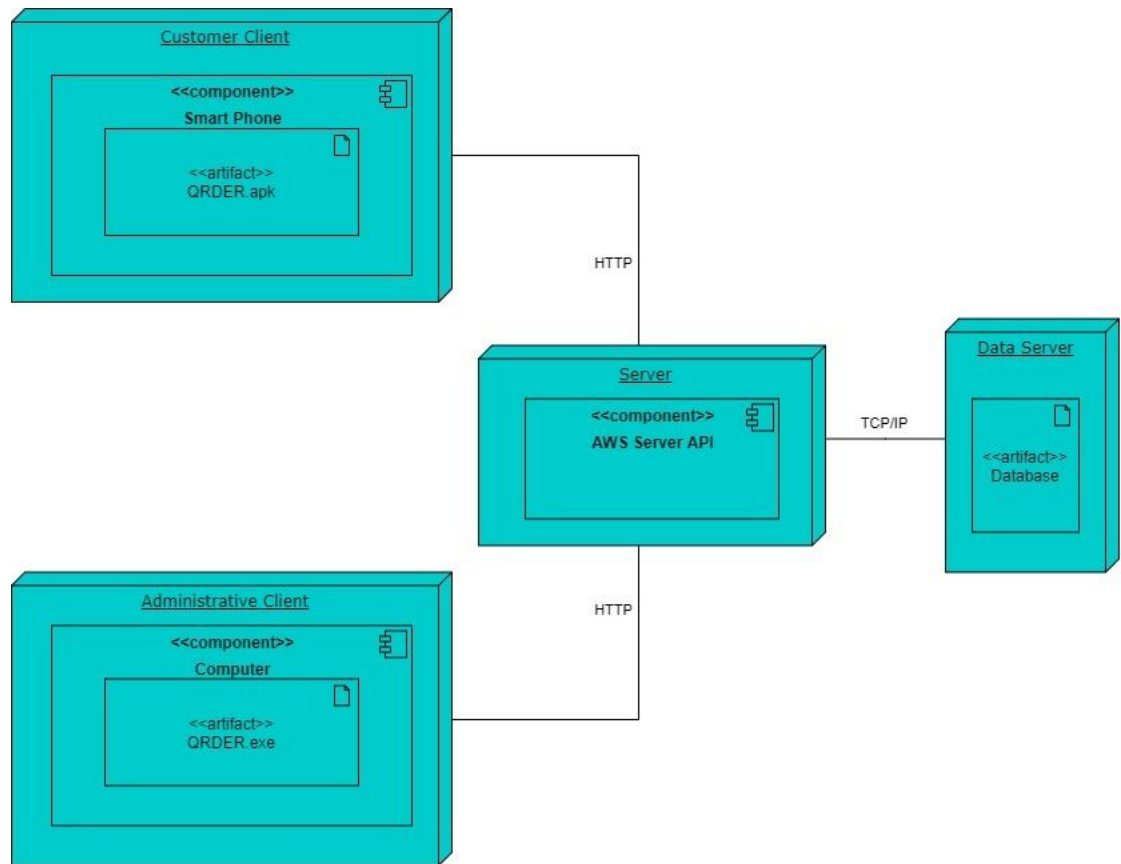 Customer Client
<<component>>
Smart Phone
<<artifact>>
QRDER.apk
HTTP
Server
<<component>>
AWS Server API
TCP/IP
Data Server
<<artifact>>
Database
HTTP
Administrative Client
<<component>>
Computer
<<artifact>>
QRDER.exe